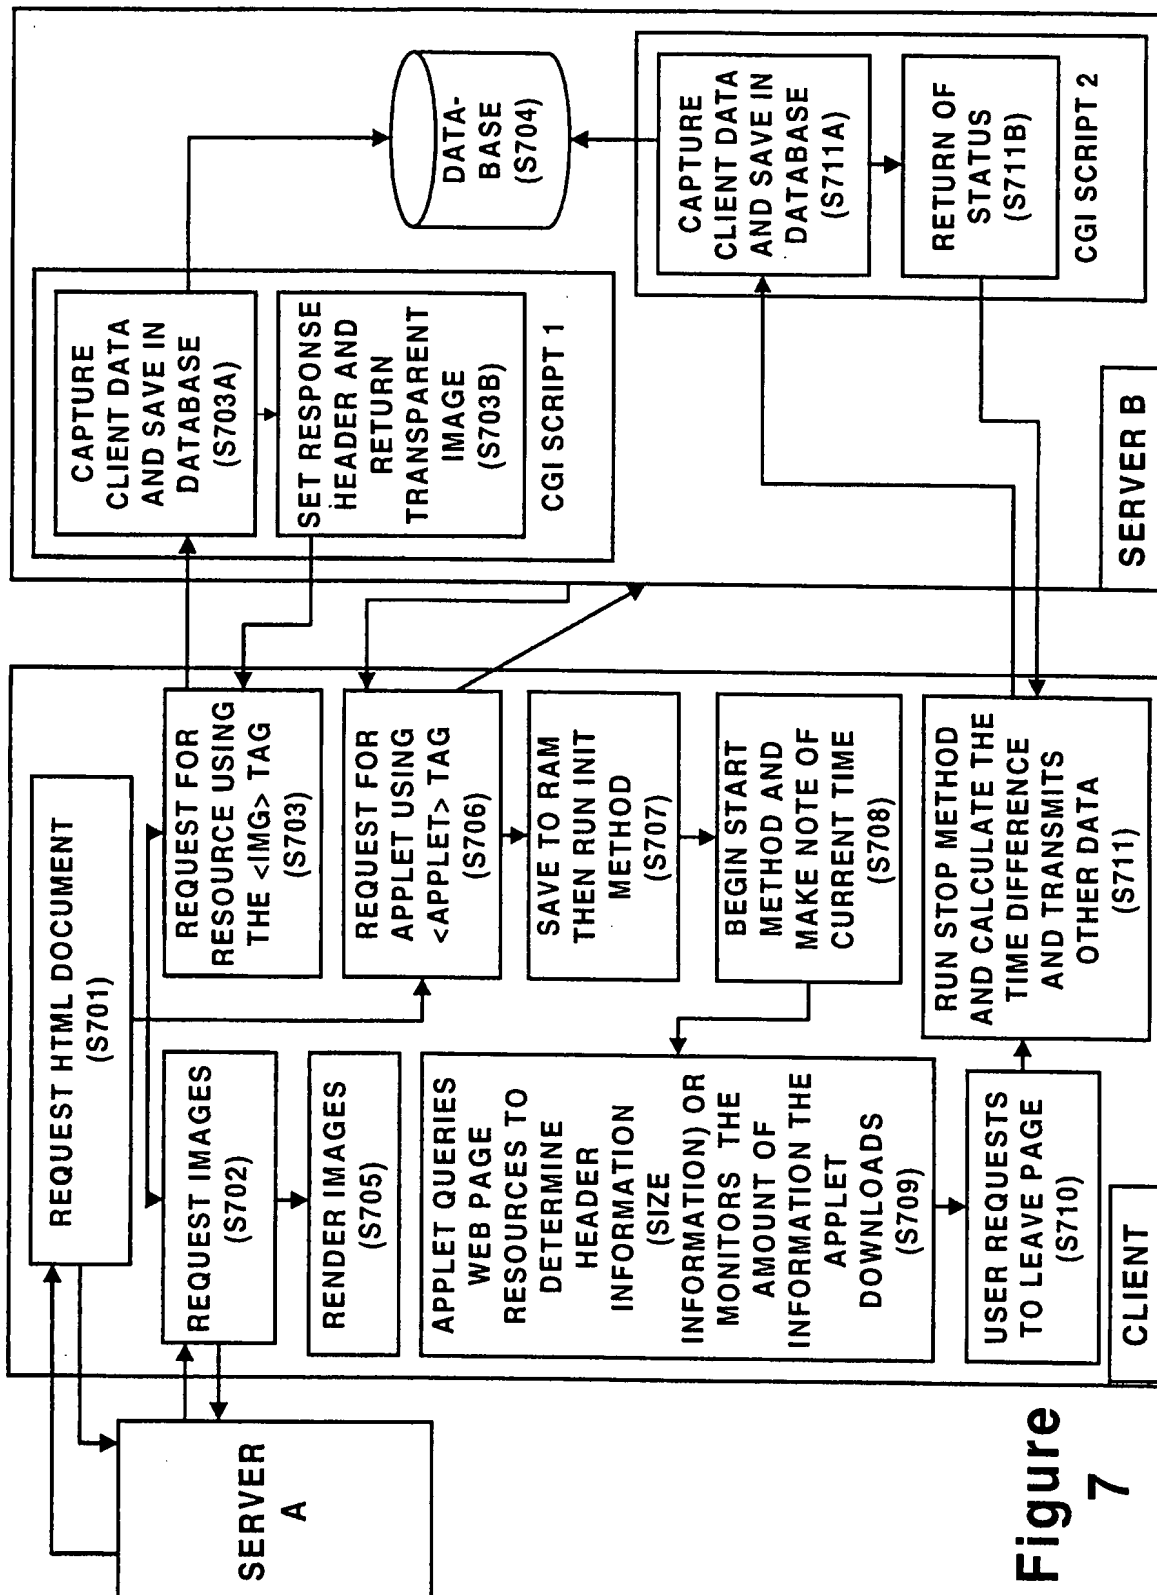 REQUEST HTML DOCUMENT
(S701)
SERVER
A
REQUEST IMAGES
(S702)
RENDER IMAGES
(S705)
REQUEST FOR
RESOURCE USING
THE <IMG> TAG
(S703)
REQUEST FOR
APPLET USING
<APPLET> TAG
(S706)
SAVE TO RAM
THEN RUN INIT
METHOD
(S707)
BEGIN START
METHOD AND
MAKE NOTE OF
CURRENT TIME
(S708)
APPLET QUERIES
WEB PAGE
RESOURCES TO
DETERMINE
HEADER
INFORMATION
(SIZE
INFORMATION) OR
MONITORS THE
AMOUNT OF
INFORMATION THE
APPLET
DOWNLOADS
(S709)
USER REQUESTS
TO LEAVE PAGE
(S710)
RUN STOP METHOD
AND CALCULATE THE
TIME DIFFERENCE
AND TRANSMITS
OTHER DATA
(S711)
CLIENT
CAPTURE
CLIENT DATA
AND SAVE IN
DATABASE
(S703A)
SET RESPONSE
HEADER AND
RETURN
TRANSPARENT
IMAGE
(S703B)
CGI SCRIPT 1
DATA-
BASE
(S704)
CAPTURE
CLIENT DATA
AND SAVE IN
DATABASE
(S711A)
RETURN OF
STATUS
(S711B)
CGI SCRIPT 2
SERVER B
Figure
7